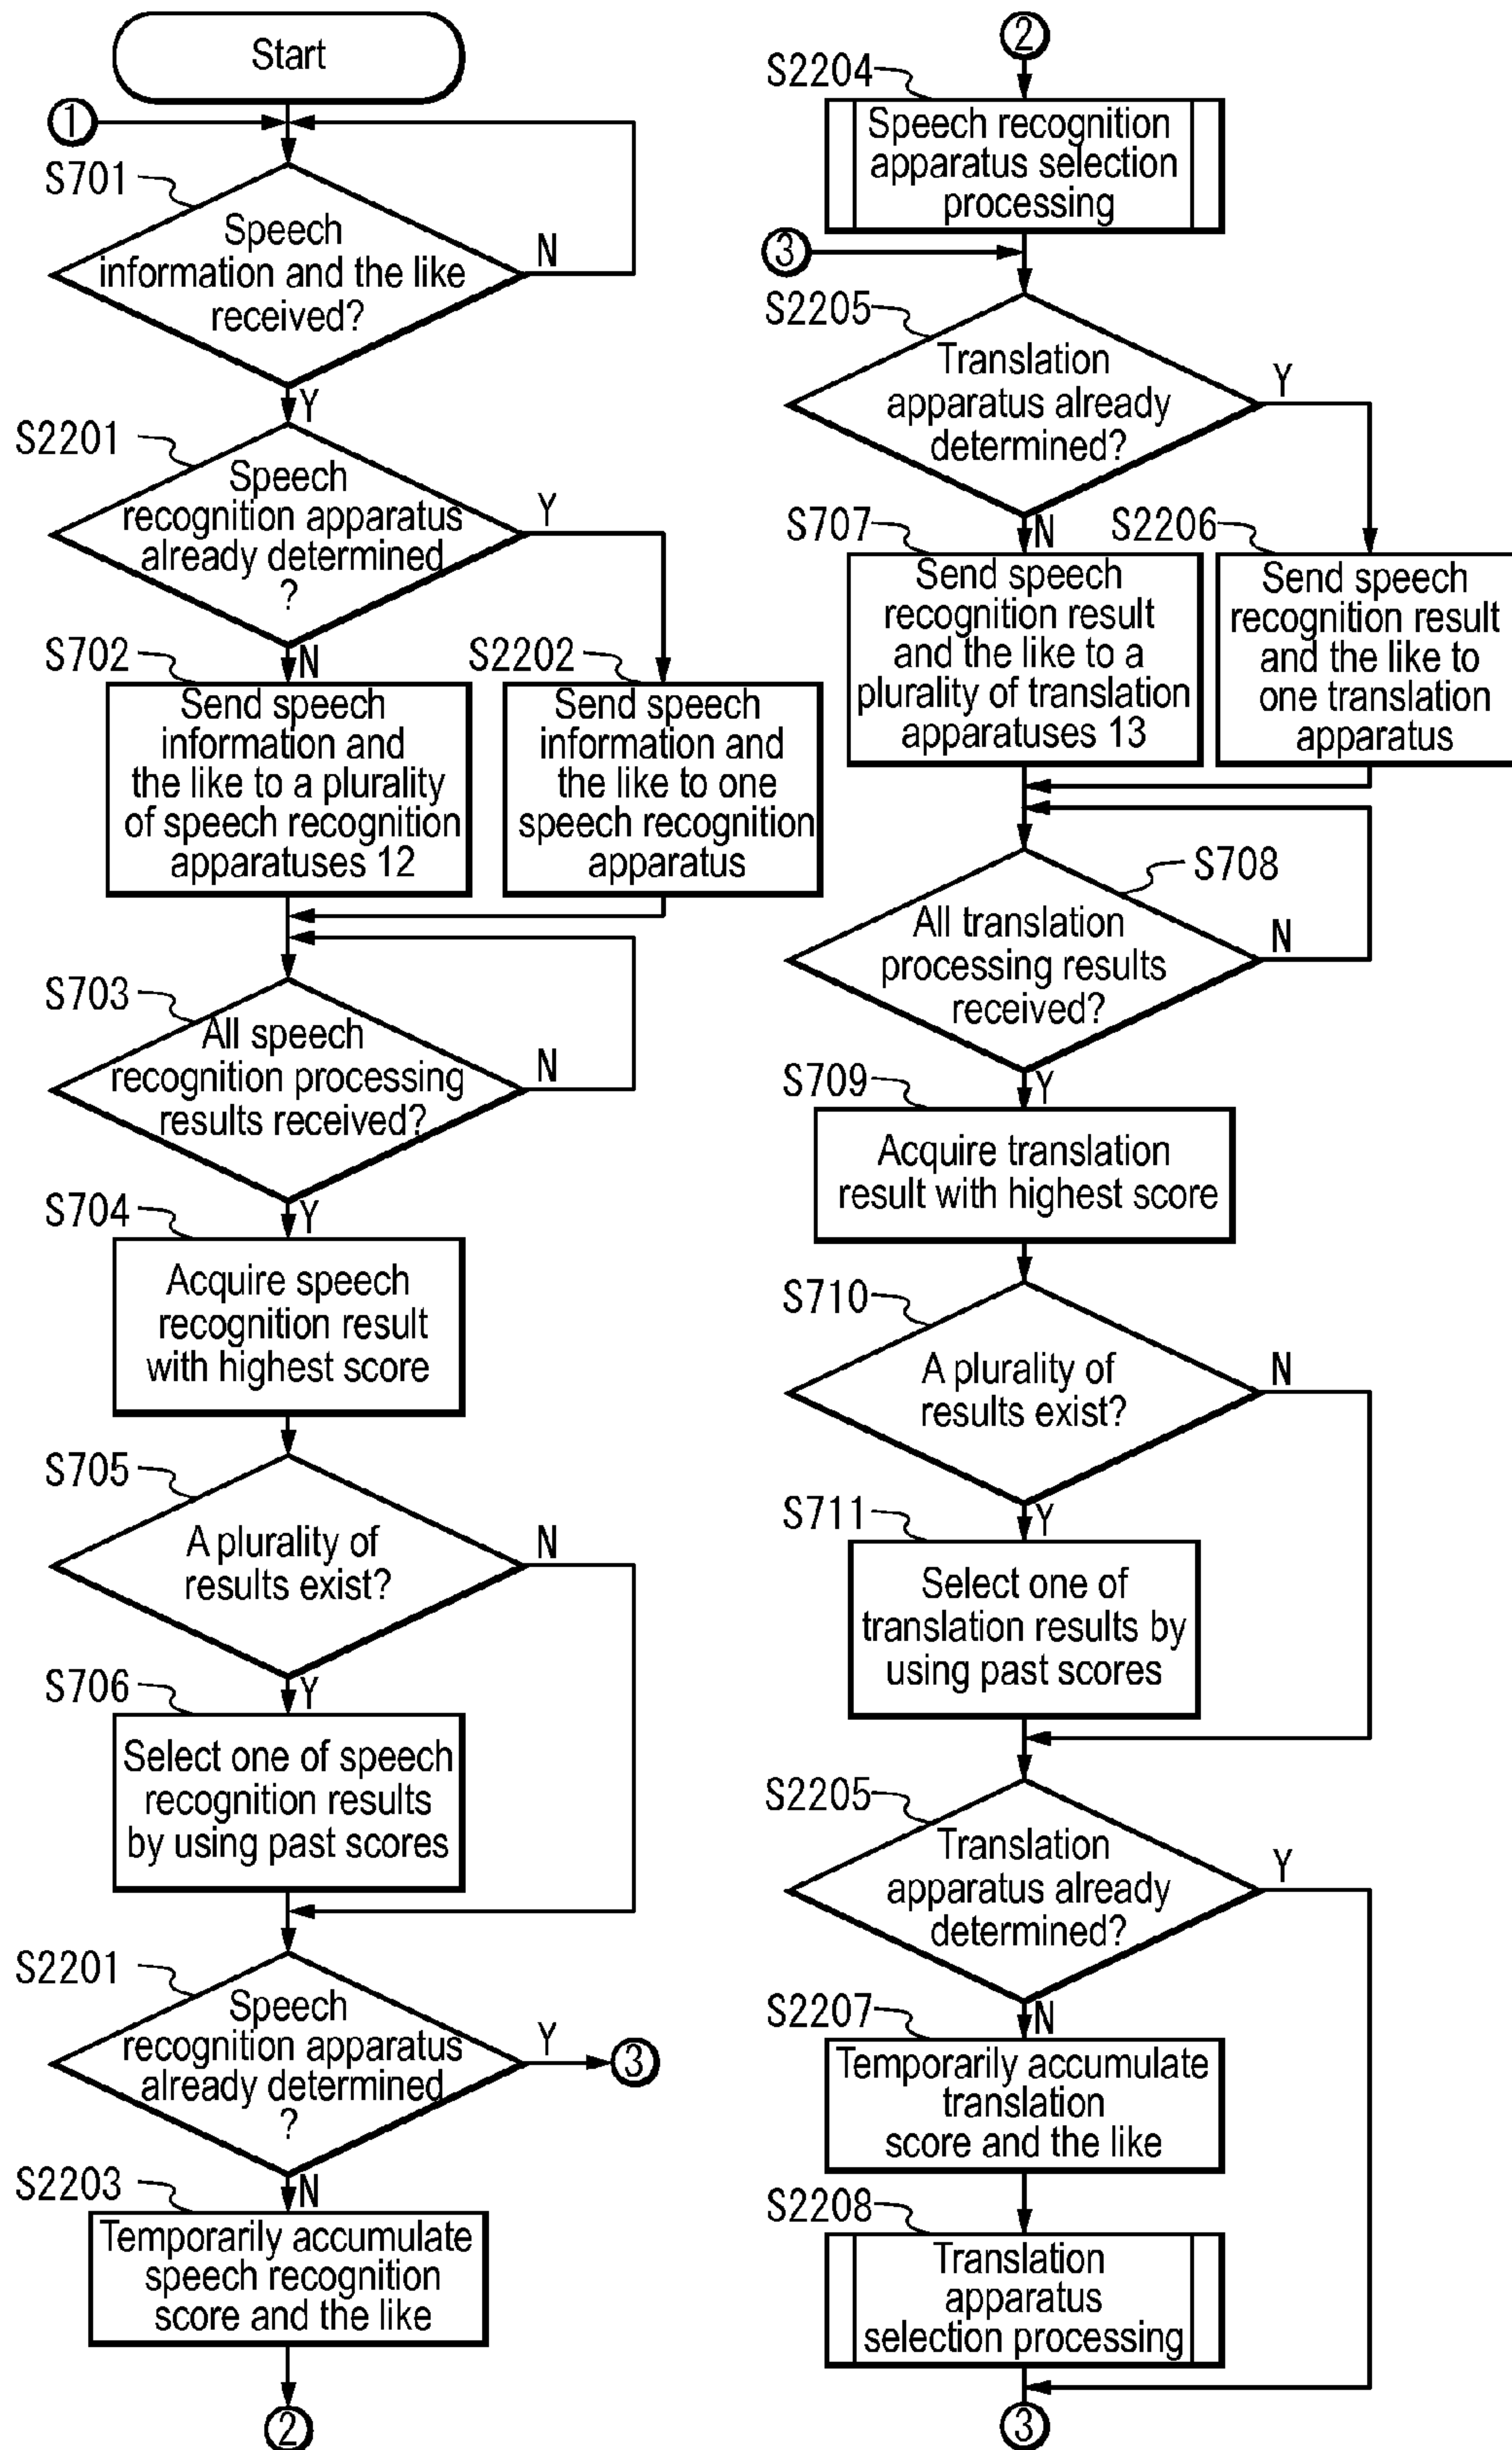 Start
①
S701
Speech
information and the like
received?
N
Y
S2201
Speech
recognition apparatus
already determined
?
Y
N
S702
Send speech
information and
the like to a plurality
of speech recognition
apparatuses 12
S2202
Send speech
information and
the like to one
speech recognition
apparatus
S703
All speech
recognition processing
results received?
N
Y
S704
Acquire speech
recognition result
with highest score
S705
A plurality of
results exist?
N
Y
S706
Select one of speech
recognition results
by using past scores
S2201
Speech
recognition apparatus
already determined
?
Y
③
N
S2203
Temporarily accumulate
speech recognition
score and the like
②
②
S2204
Speech recognition
apparatus selection
processing
③
S2205
Translation
apparatus already
determined?
Y
N
S707
Send speech
recognition result
and the like to a
plurality of translation
apparatuses 13
S2206
Send speech
recognition result
and the like to
one translation
apparatus
S708
All translation
processing results
received?
N
Y
S709
Acquire translation
result with highest score
S710
A plurality of
results exist?
N
Y
S711
Select one of
translation results by
using past scores
S2205
Translation
apparatus already
determined?
Y
N
S2207
Temporarily accumulate
translation
score and the like
S2208
Translation
apparatus
selection processing
③